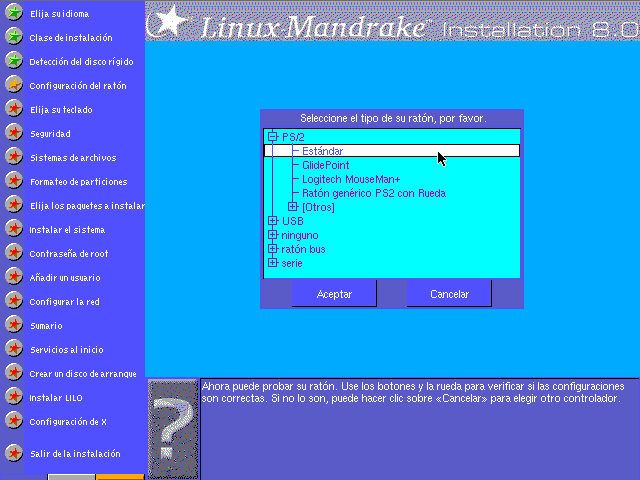 Linux-Mandrake™ Installation 8.0
Elija su idioma
Clase de instalación
Detección del disco rígido
Configuración del ratón
Elija su teclado
Seguridad
Sistemas de archivos
Formateo de particiones
Elija los paquetes a instalar
Instalar el sistema
Contraseña de root
Añadir un usuario
Configurar la red
Sumario
Servicios al inicio
Crear un disco de arranque
Instalar LILO
Configuración de X
Salir de la instalación
Seleccione el tipo de su ratón, por favor.
PS/2
Estándar
GlidePoint
Logitech MouseMan+
Ratón genérico PS2 con Rueda
[Otros]
USB
ninguno
ratón bus
serie
Aceptar
Cancelar
Ahora puede probar su ratón. Use los botones y la rueda para verificar si las configuraciones
son correctas. Si no lo son, puede hacer clic sobre «Cancelar» para elegir otro controlador.